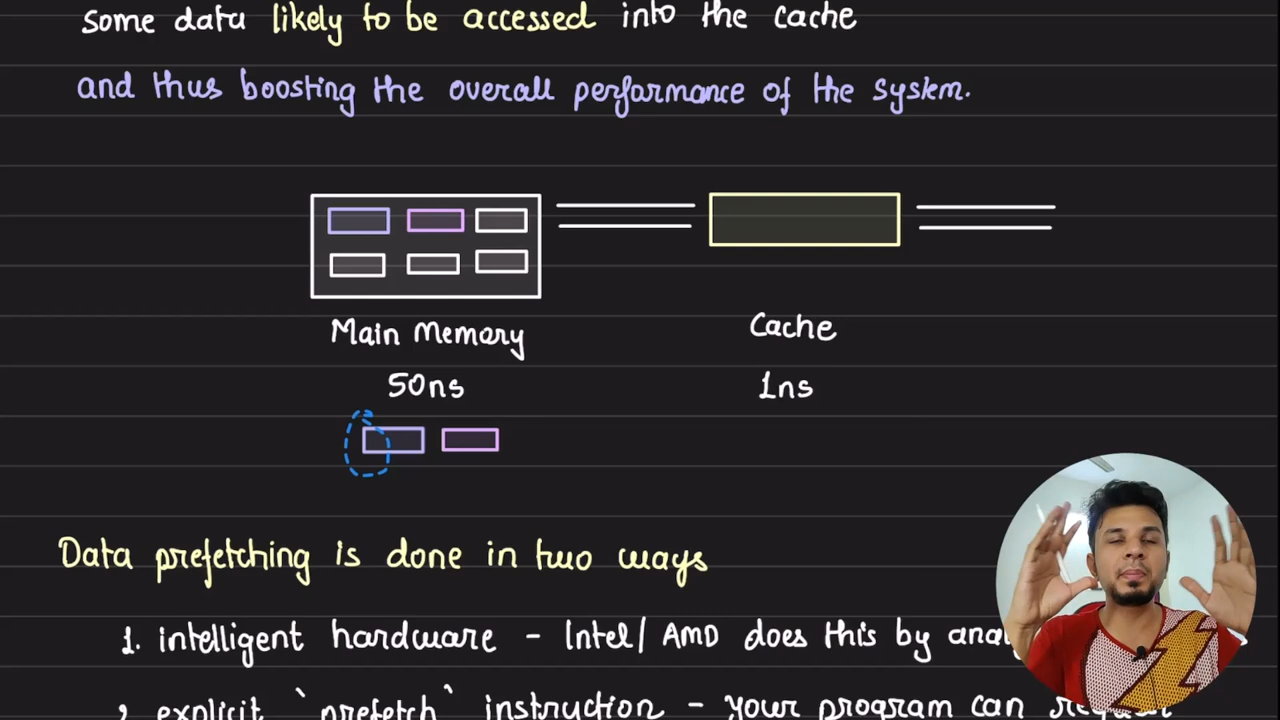 some data likely to be accessed into the cache
and thus boosting the overall performance of the system.
Main Memory
Cache
50ns
1ns
Data prefetching is done in two ways
1. intelligent hardware - Intel/ AMD does this by
2. explicit `prefetch` instruction - your program can